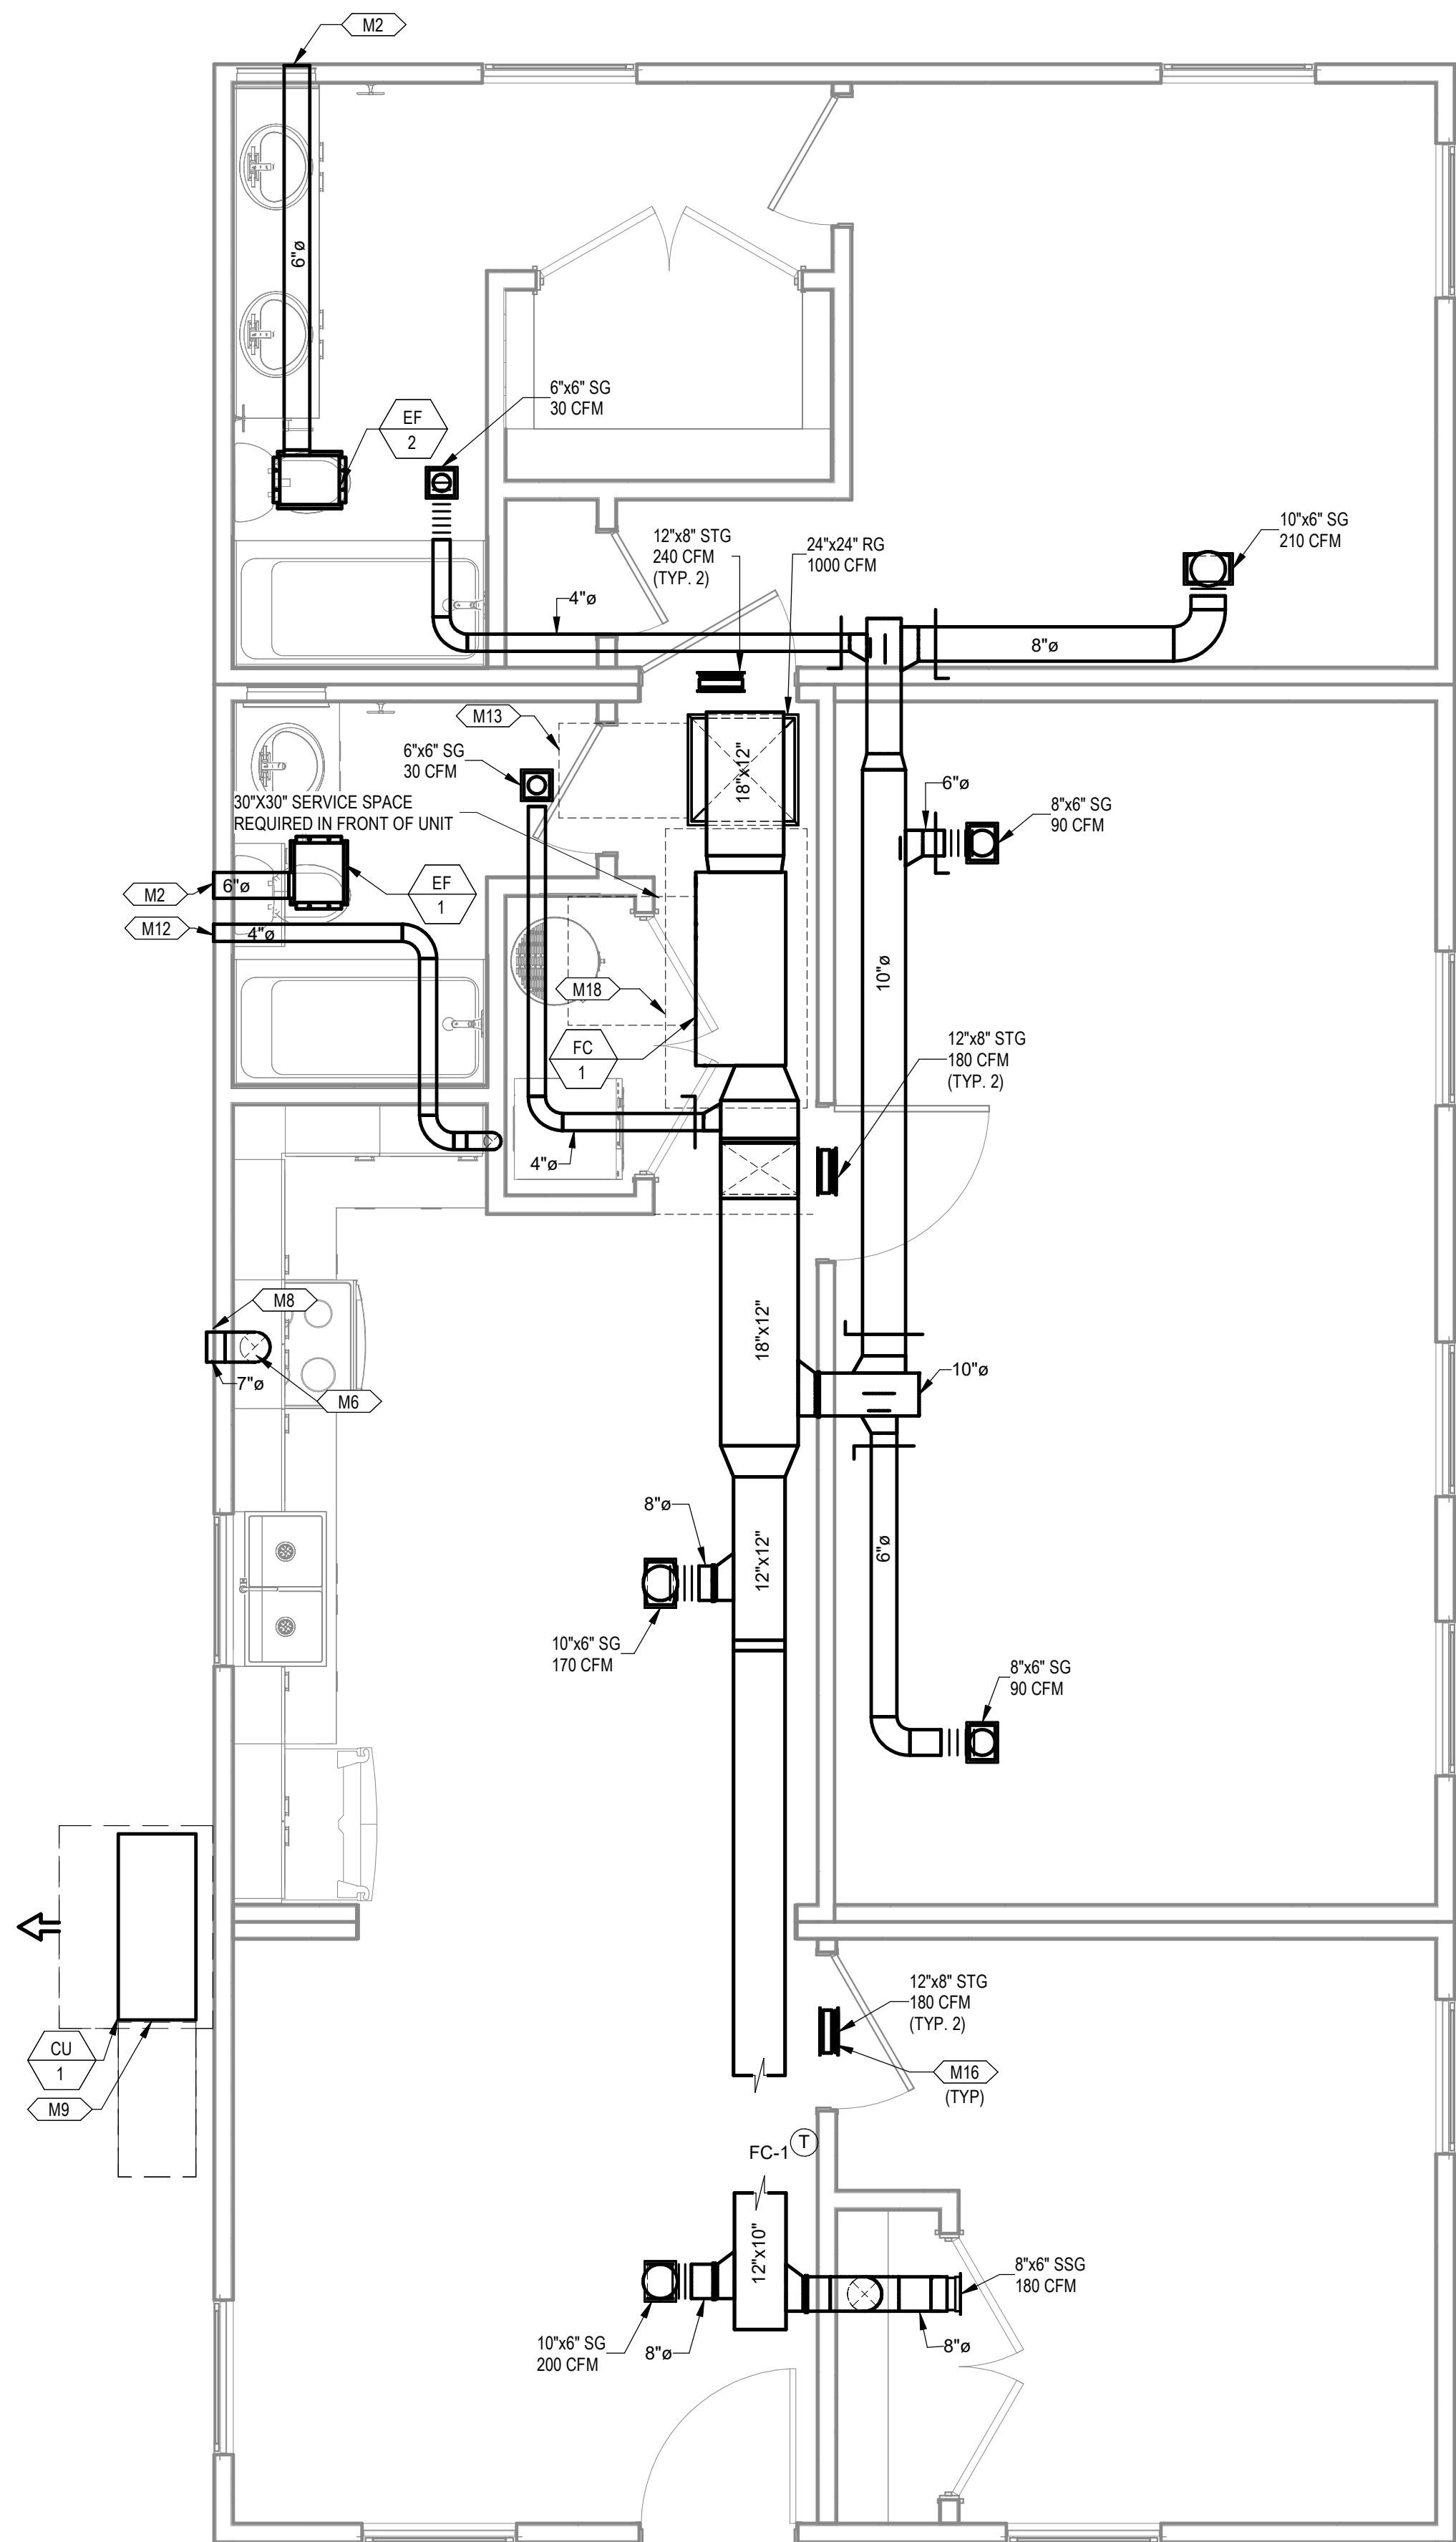 M2
6"ø
6"x6" SG
30 CFM
EF
2
12"x8" STG
240 CFM
(TYP. 2)
24"x24" RG
1000 CFM
10"x6" SG
210 CFM
4"ø
8"ø
M13
6"x6" SG
30 CFM
18"x12"
30"X30" SERVICE SPACE
REQUIRED IN FRONT OF UNIT
6"ø
8"x6" SG
90 CFM
M2
6"ø
EF
1
M12
4"ø
10"ø
M18
FC
1
12"x8" STG
180 CFM
(TYP. 2)
4"ø
M8
7"ø
M6
18"x12"
10"ø
8"ø
12"x12"
6"ø
10"x6" SG
170 CFM
8"x6" SG
90 CFM
12"x8" STG
180 CFM
(TYP. 2)
M16
(TYP)
CU
1
M9
FC-1
T
12"x10"
8"x6" SSG
180 CFM
10"x6" SG
200 CFM
8"ø
8"ø